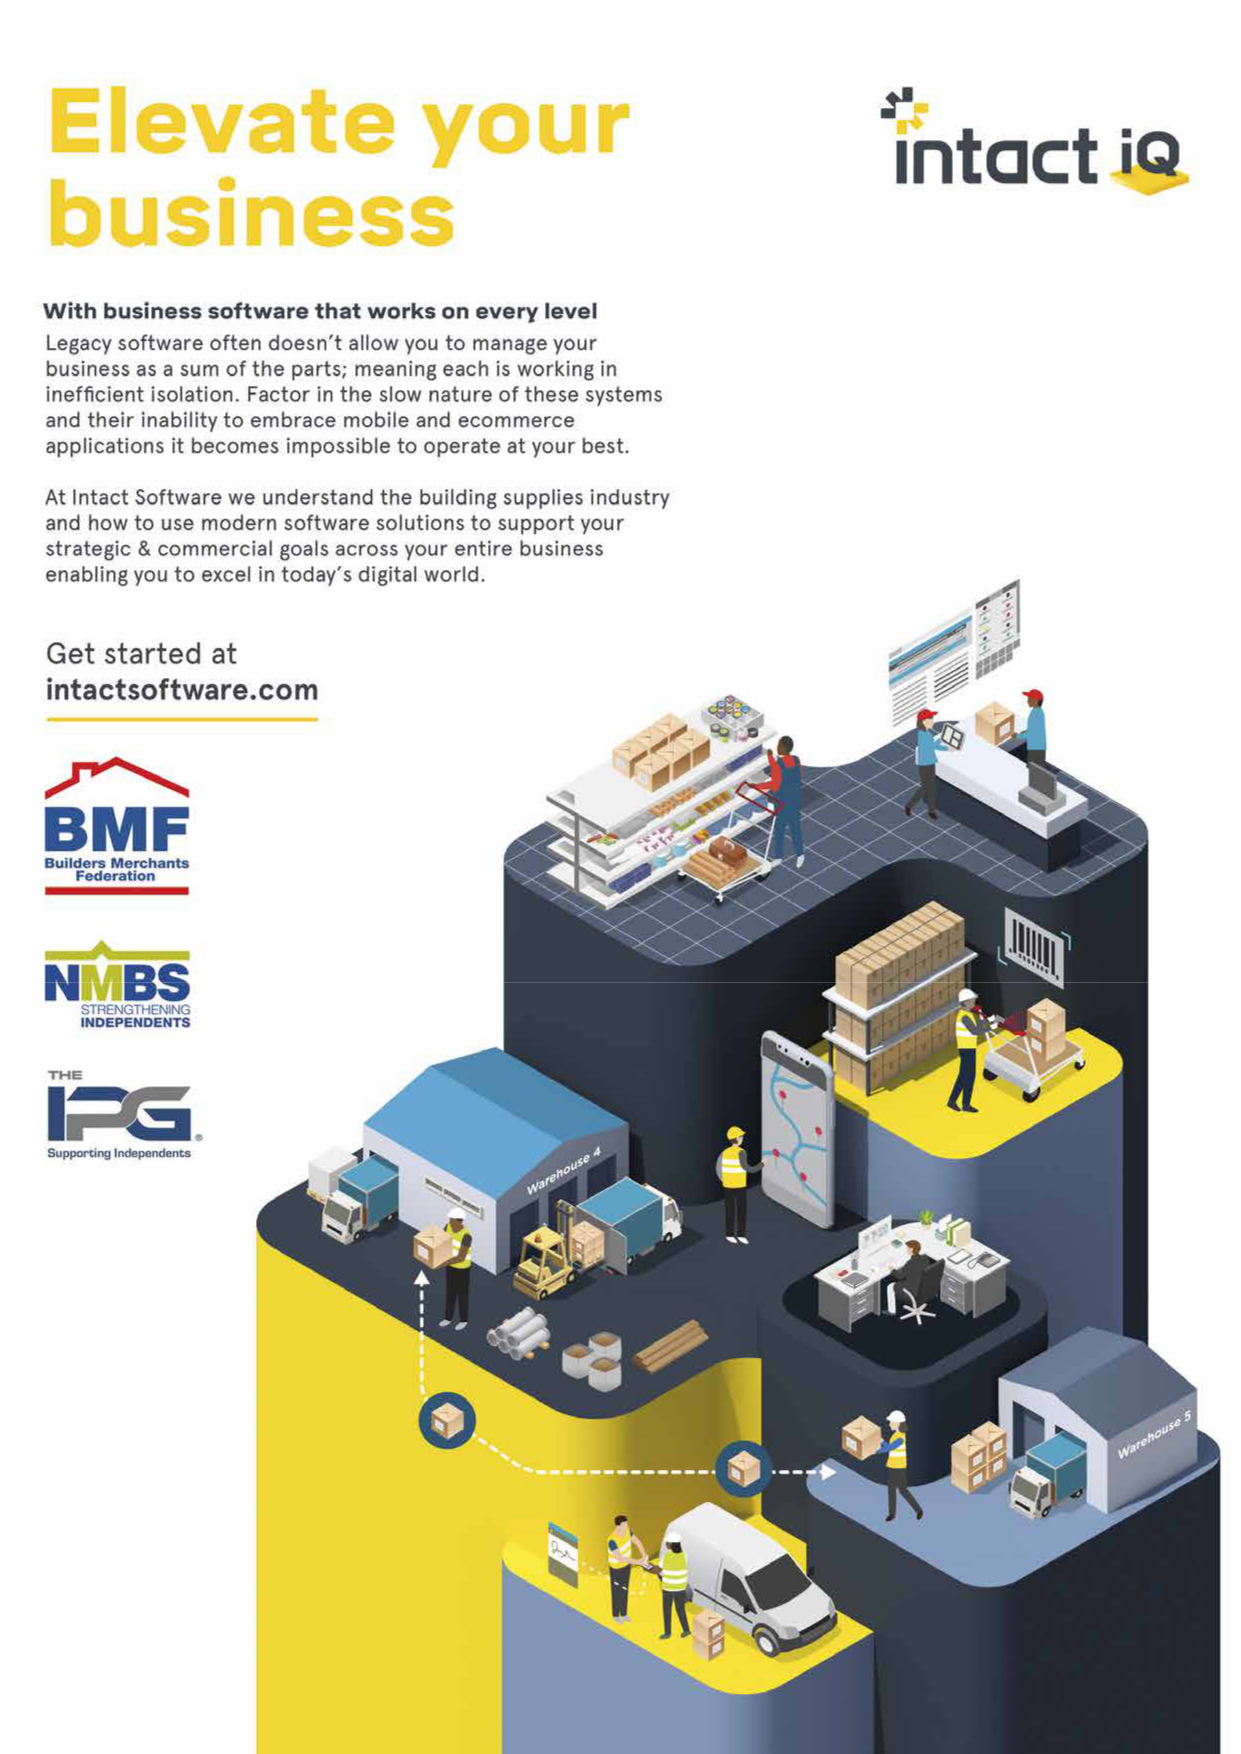 Elevate your
business
intact iQ
With business software that works on every level
Legacy software often doesn't allow you to manage your
business as a sum of the parts; meaning each is working in
inefficient isolation. Factor in the slow nature of these systems
and their inability to embrace mobile and ecommerce
applications it becomes impossible to operate at your best.
At Intact Software we understand the building supplies industry
and how to use modern software solutions to support your
strategic & commercial goals across your entire business
enabling you to excel in today's digital world.
Get started at
intactsoftware.com
BMF
Builders Merchants
Federation
NMBS
STRENGTHENING
INDEPENDENTS
THE
IPG®
Supporting Independents
Warehouse 4
Warehouse 5